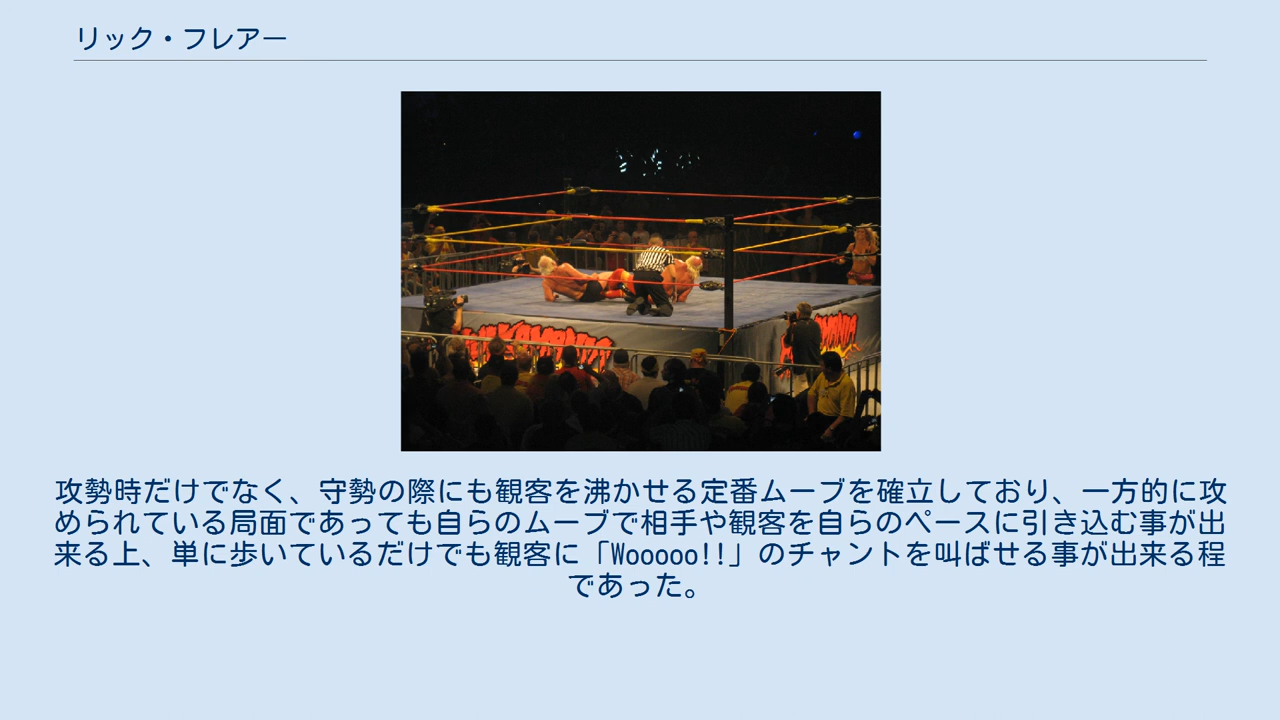 リック・フレアー
攻勢時だけでなく、守勢の際にも観客を沸かせる定番ムーブを確立しており、一方的に攻
められている局面であっても自らのムーブで相手や観客を自らのペースに引き込む事が出
来る上、単に歩いているだけでも観客に「Wooooo!!」のチャントを叫ばせる事が出来る程
であった。